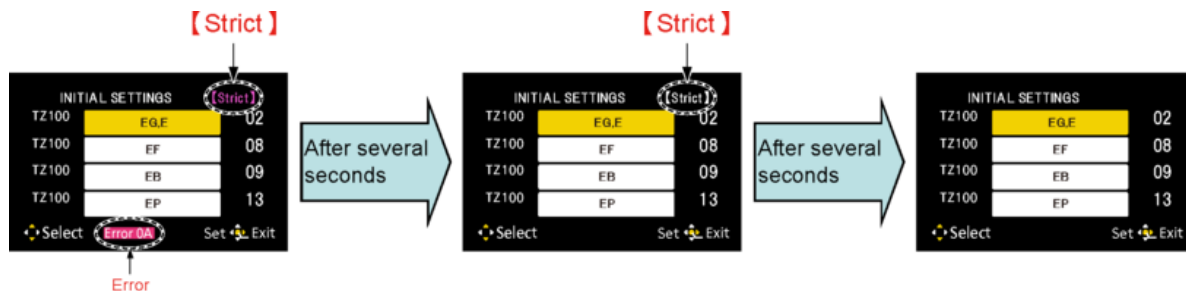 【Strict】
【Strict】
INITIAL SETTINGS 【Strict】
TZ100 EG,E 02
TZ100 EF 08
TZ100 EB 09
TZ100 EP 13
Select Error 0A Set Exit
Error
After several
seconds
INITIAL SETTINGS 【Strict】
TZ100 EG,E 02
TZ100 EF 08
TZ100 EB 09
TZ100 EP 13
Select Set Exit
After several
seconds
INITIAL SETTINGS
TZ100 EG,E 02
TZ100 EF 08
TZ100 EB 09
TZ100 EP 13
Select Set Exit